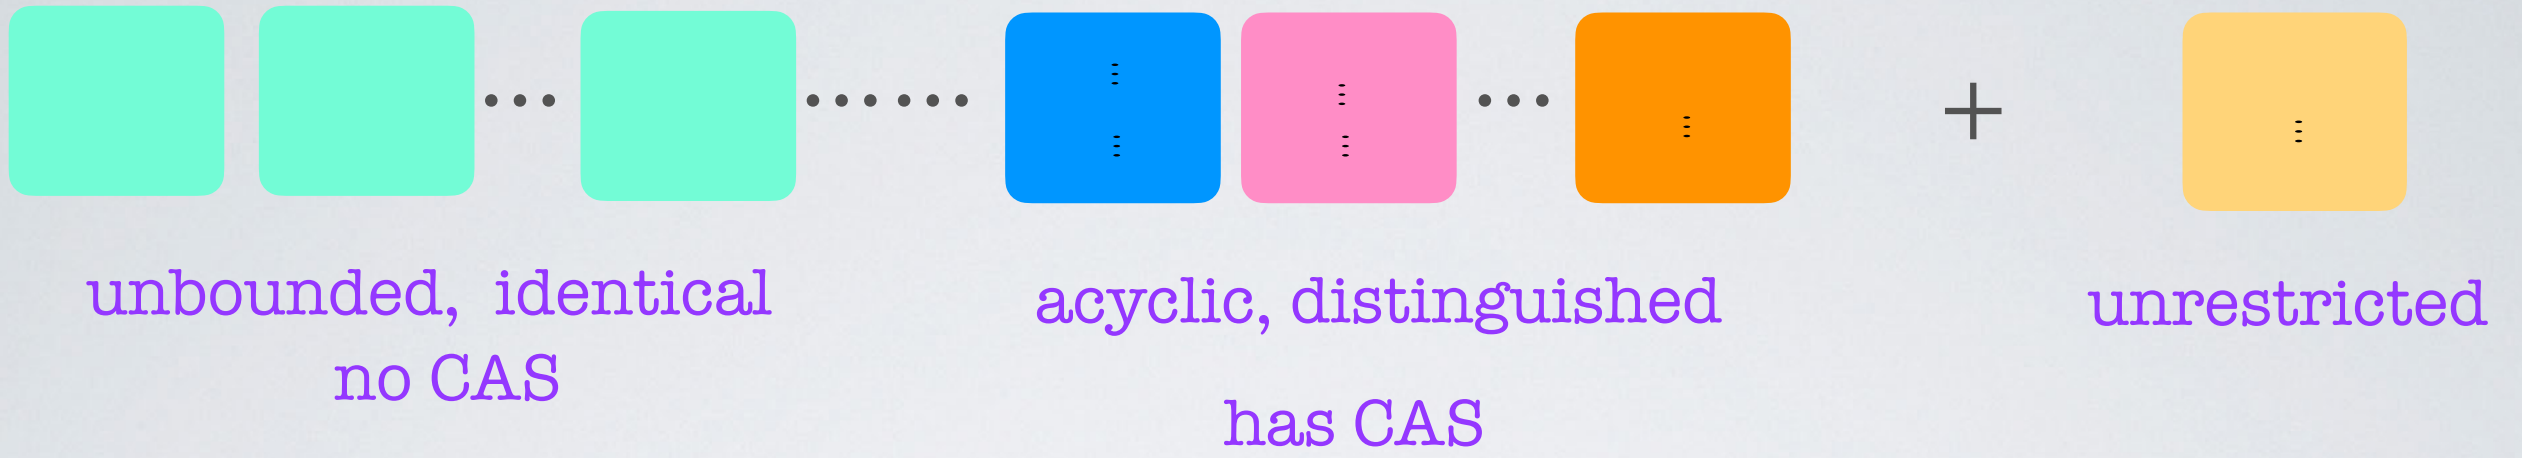 unbounded, identical
no CAS
acyclic, distinguished
has CAS
+
unrestricted